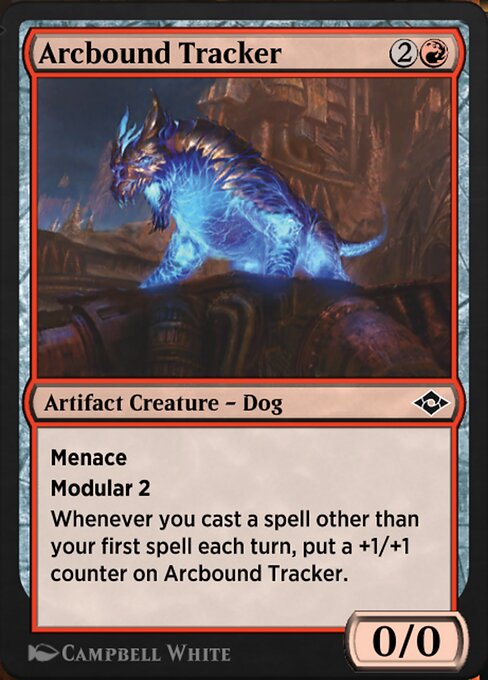 Arcbound Tracker 2
Artifact Creature – Dog
Menace
Modular 2
Whenever you cast a spell other than
your first spell each turn, put a +1/+1
counter on Arcbound Tracker.
0/0
Campbell White